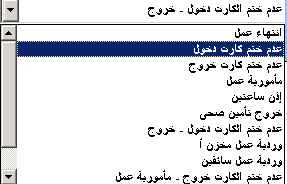 عدم ختم الكارت دخول - خروج
انتهاء عمل
عدم ختم كارت دخول
عدم ختم كارت خروج
مأمورية عمل
إذن ساعتين
خروج تأمين صحى
عدم ختم الكارت دخول - خروج
وردية عمل مخزن أ
وردية عمل سائقين
عدم ختم الكارت دخول - خروج - مأمورية عمل